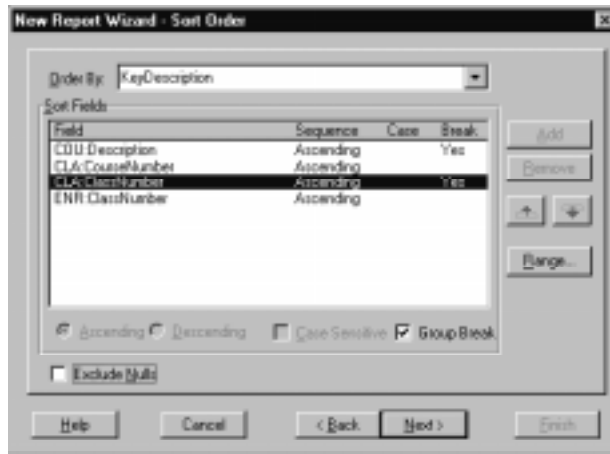 New Report Wizard - Sort Order
Order By: KeyDescription
Sort Fields
Field Sequence Case Break
COU:Description Ascending Yes
CLA:CourseNumber Ascending
CLA:ClassNumber Ascending Yes
ENR:ClassNumber Ascending
Add
Remove
Range...
Ascending Descending Case Sensitive Group Break
Exclude Nulls
Help Cancel < Back Next > Finish